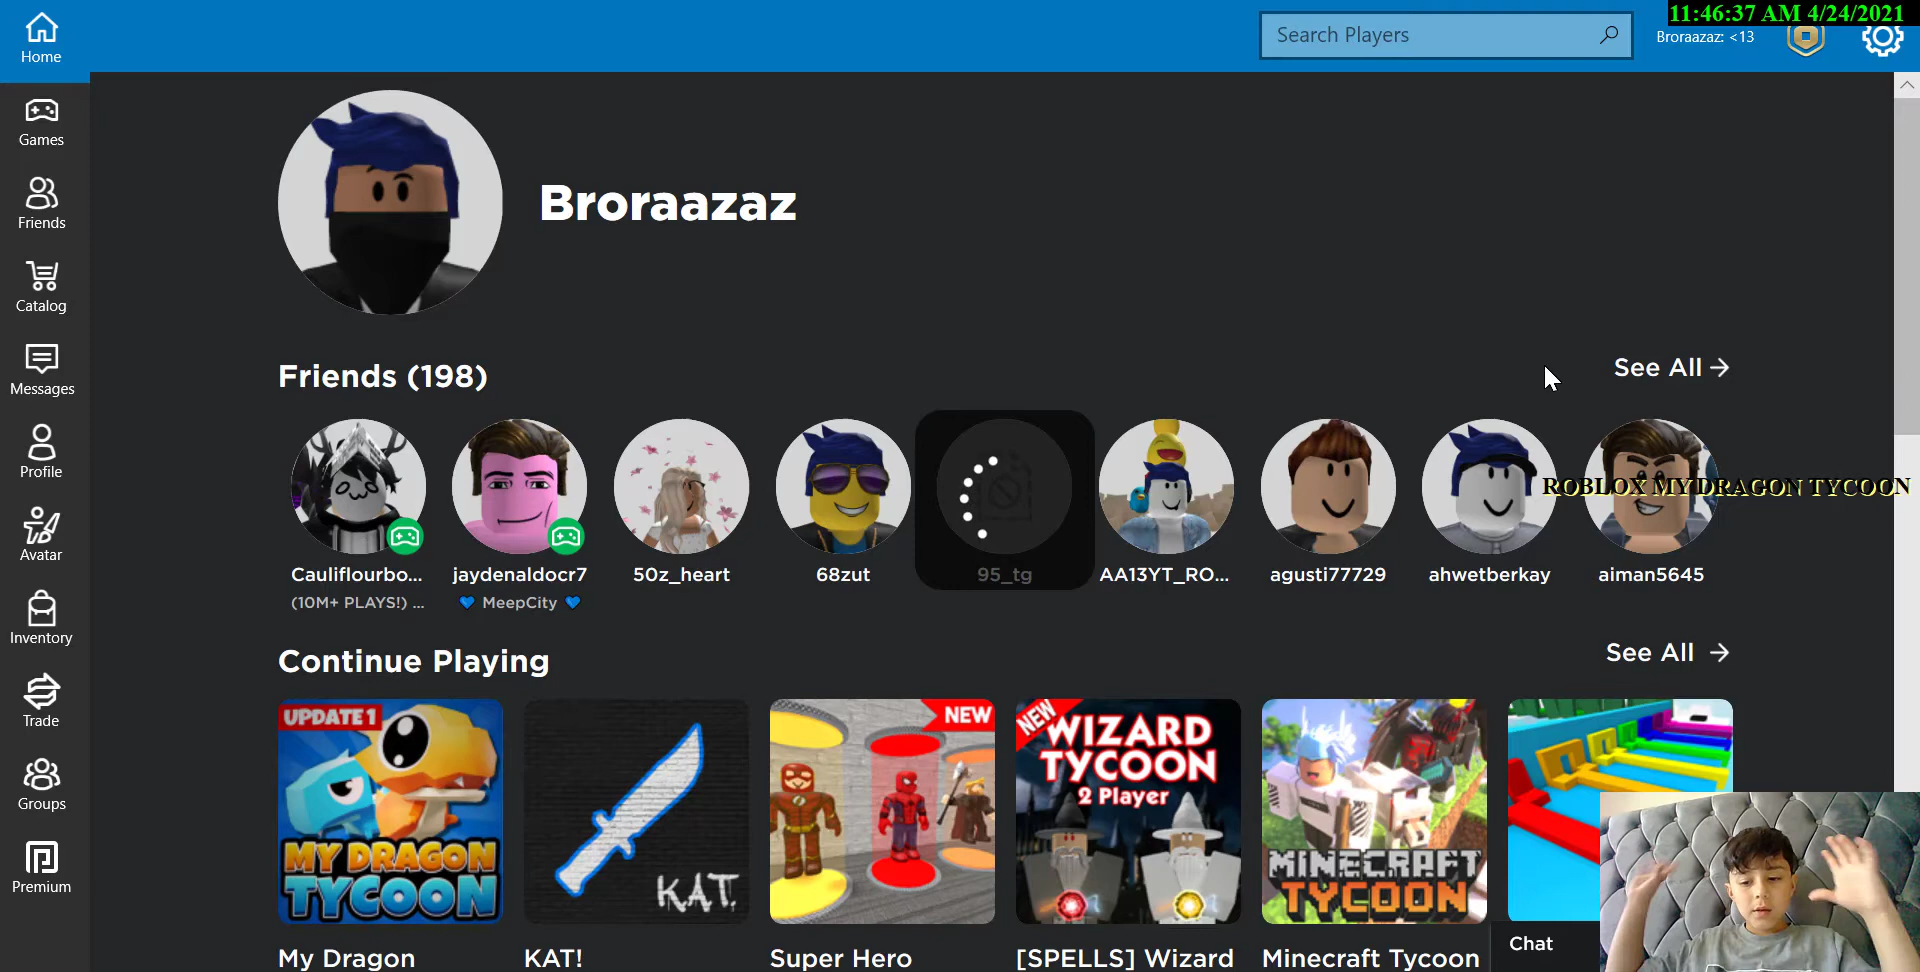 11:46:37 AM 4/24/2021
Home
Search Players
Broraazaz: <13
Games
Friends
Catalog
Messages
Profile
Avatar
Inventory
Trade
Groups
Premium
Broraazaz
Friends (198)
See All
Cauliflourbo...
(10M+ PLAYS!) ...
jaydenaldocr7
MeepCity
50z_heart
68zut
95_tg
AA13YT_RO...
agusti77729
ahwetberkay
aiman5645
ROBLOX MY DRAGON TYCOON
Continue Playing
See All
UPDATE 1
MY DRAGON
TYCOON
KAT.
NEW
NEW
WIZARD
TYCOON
2 Player
MINECRAFT
TYCOON
My Dragon
KAT!
Super Hero
[SPELLS] Wizard
Minecraft Tycoon
Chat